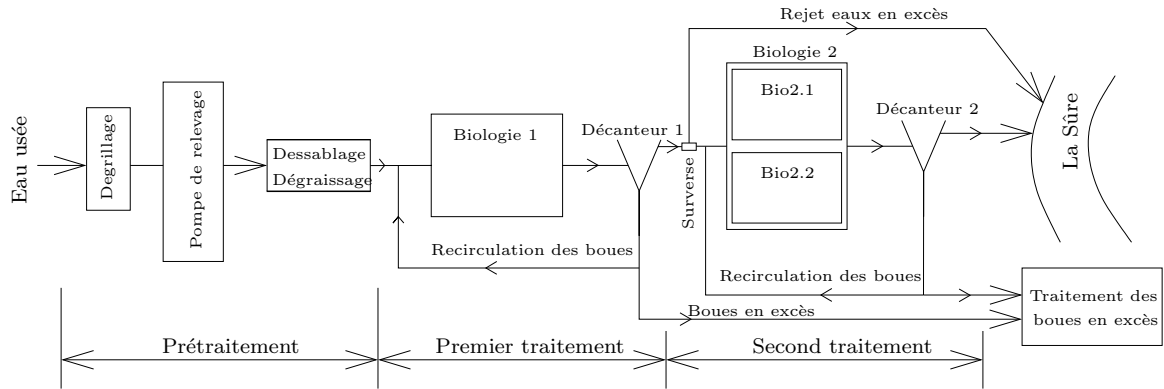 Eau usée
Degrillage
Pompe de relevage
Dessablage
Dégraissage
Biologie 1
Décanteur 1
Recirculation des boues
Surverse
Rejet eaux en excès
Biologie 2
Bio2.1
Bio2.2
Décanteur 2
Recirculation des boues
Boues en excès
La Sûre
Traitement des
boues en excès
Prétraitement
Premier traitement
Second traitement